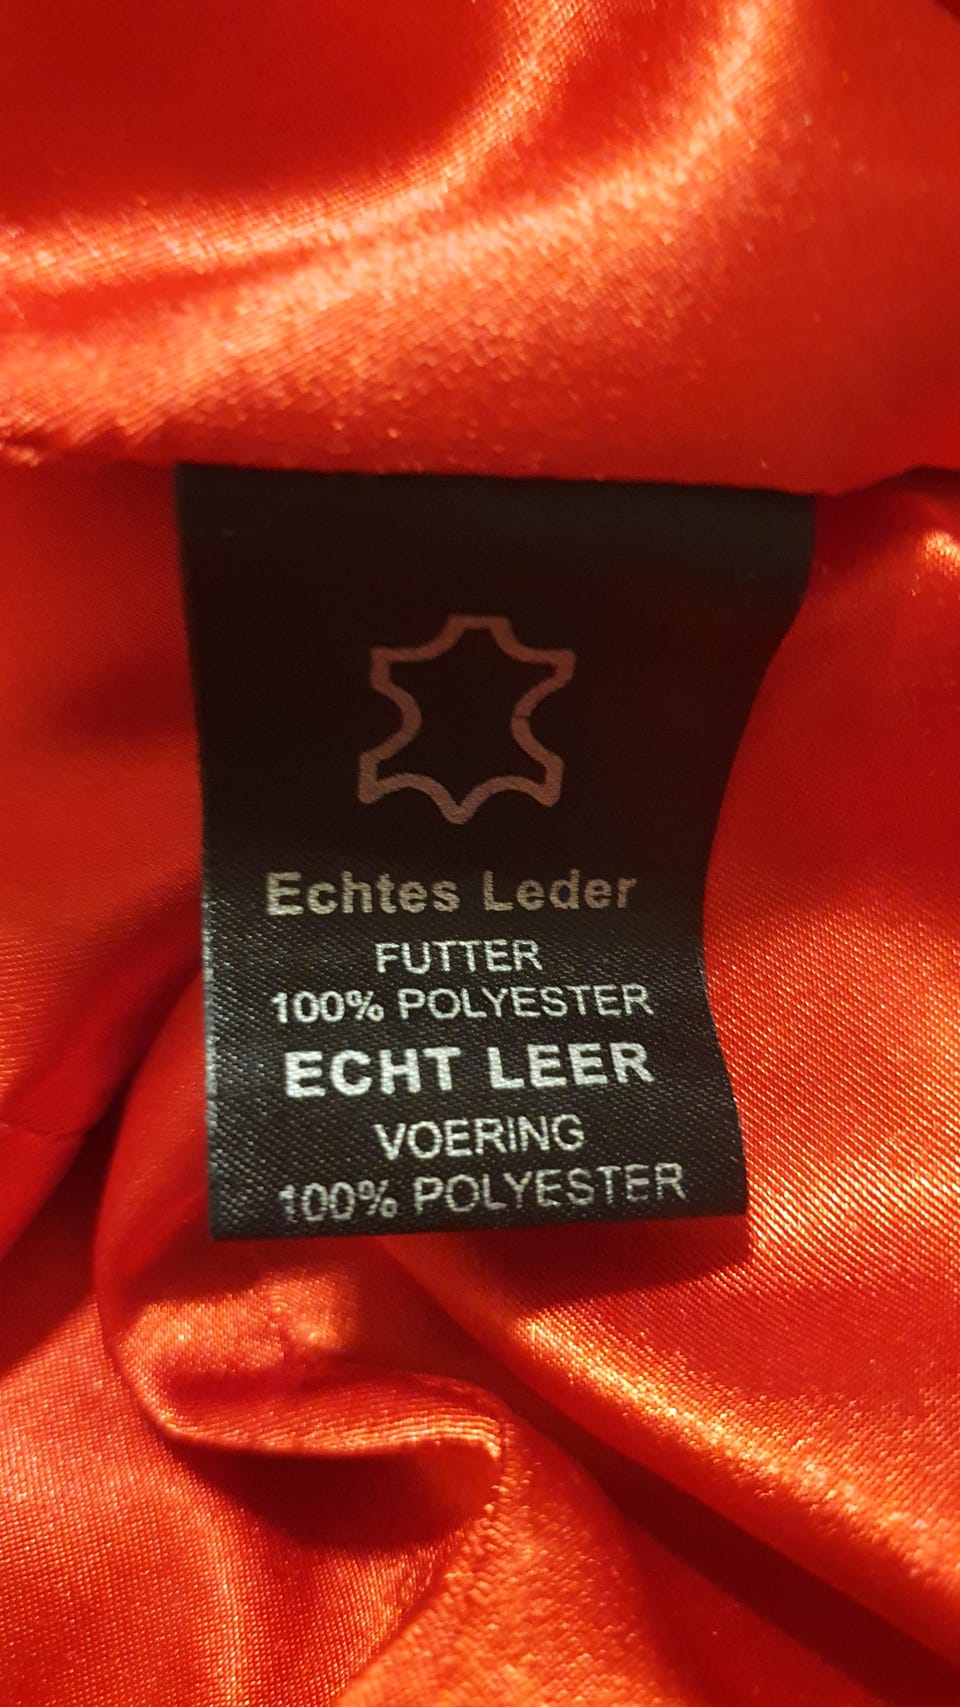 Echtes Leder
FUTTER
100% POLYESTER
ECHT LEER
VOERING
100% POLYESTER